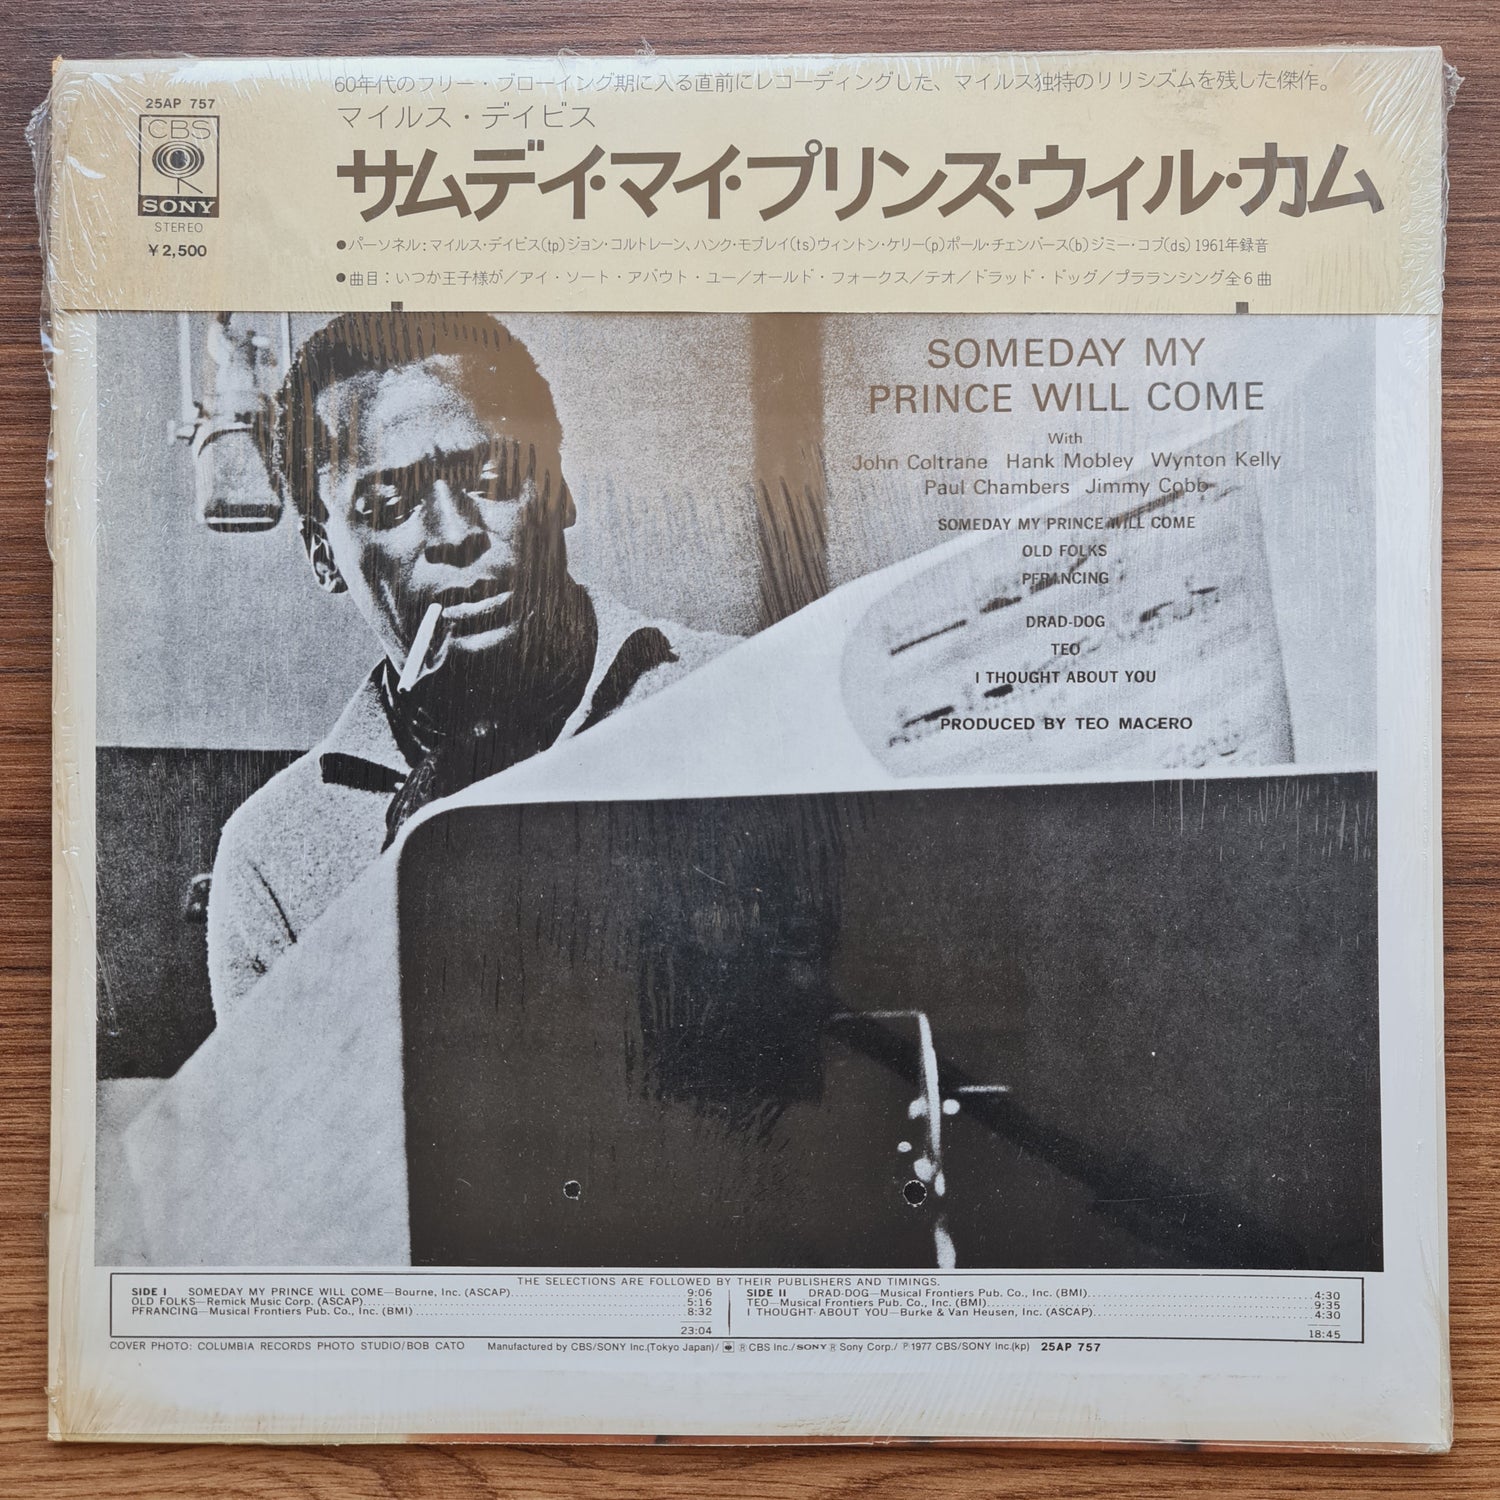 60年代のフリー・ブローイング期に入る直前にレコーディングした、マイルス独特のリリシズムを残した傑作。
25AP 757
マイルス・デイビス
CBS
サムデイ・マイ・プリンス・ウィル・カム
SONY
STEREO
¥2,500
●パーソネル：マイルス・デイビス(tp)ジョン・コルトレーン、ハンク・モブレイ(ts)ウィントン・ケリー(p)ポール・チェンバース(b)ジミー・コブ(ds)1961年録音
●曲目：いつか王子様が／アイ・ソート・アバウト・ユー／オールド・フォークス／テオ／ドラッド・ドッグ／プフランシング全6曲
SOMEDAY MY
PRINCE WILL COME
With
John Coltrane Hank Mobley Wynton Kelly
Paul Chambers Jimmy Cobb
SOMEDAY MY PRINCE WILL COME
OLD FOLKS
PFRANCING
DRAD-DOG
TEO
I THOUGHT ABOUT YOU
PRODUCED BY TEO MACERO
THE SELECTIONS ARE FOLLOWED BY THEIR PUBLISHERS AND TIMINGS.
SIDE I SOMEDAY MY PRINCE WILL COME—Bourne, Inc. (ASCAP) 9:06
OLD FOLKS—Remick Music Corp. (ASCAP) 5:16
PFRANCING—Musical Frontiers Pub. Co., Inc. (BMI) 8:32
23:04
SIDE II DRAD-DOG—Musical Frontiers Pub. Co., Inc. (BMI) 4:30
TEO—Musical Frontiers Pub. Co., Inc. (BMI) 9:35
I THOUGHT ABOUT YOU—Burke & Van Heusen, Inc. (ASCAP) 4:30
18:45
COVER PHOTO: COLUMBIA RECORDS PHOTO STUDIO/BOB CATO Manufactured by CBS/SONY Inc.(Tokyo Japan)/ ® CBS Inc./SONY ® Sony Corp./ ℗1977 CBS/SONY Inc.(kp) 25AP 757